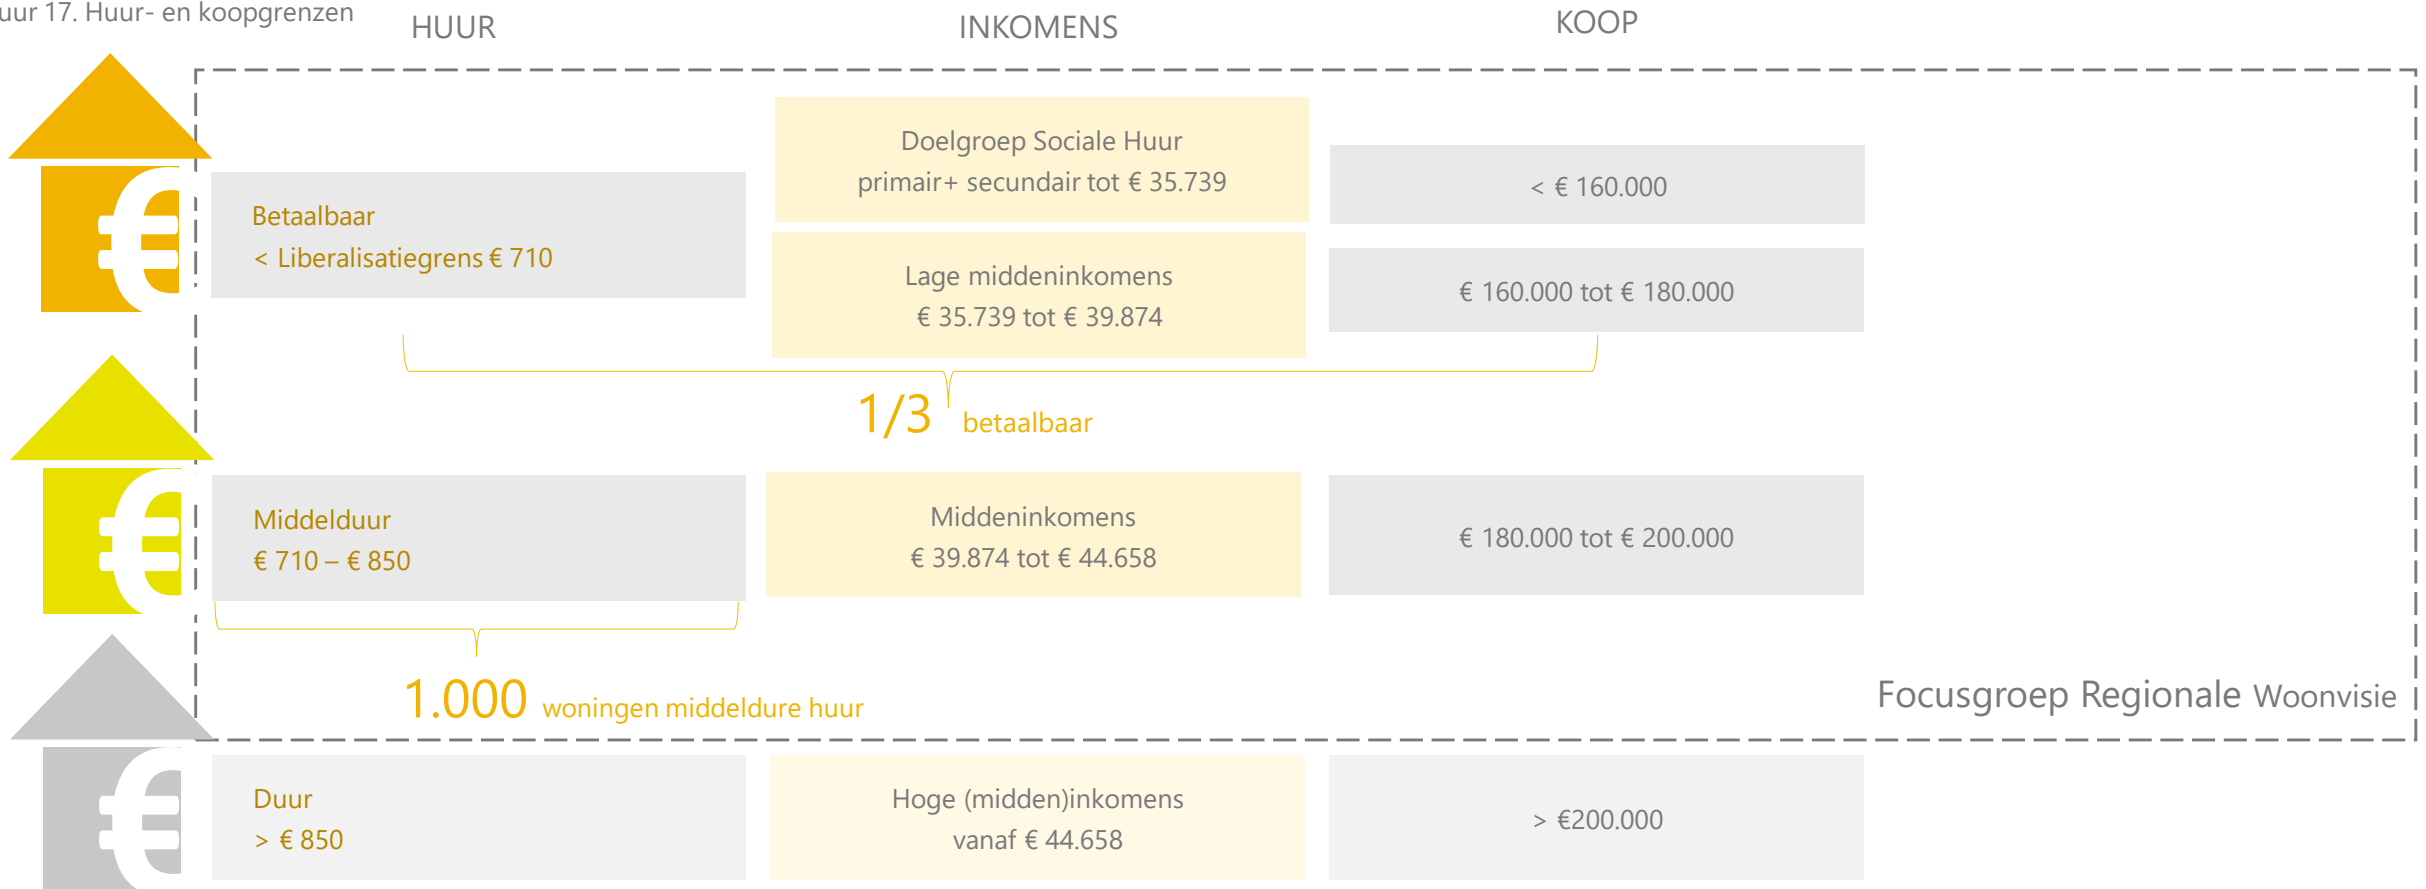 17. Huur- en koopgrenzen
HUUR
INKOMENS
KOOP
Doelgroep Sociale Huur
primair+ secundair tot € 35.739
< € 160.000
Betaalbaar
< Liberalisatiegrens € 710
Lage middeninkomens
€ 35.739 tot € 39.874
€ 160.000 tot € 180.000
1/3 betaalbaar
Middelduur
€ 710 – € 850
Middeninkomens
€ 39.874 tot € 44.658
€ 180.000 tot € 200.000
1.000 woningen middeldure huur
Focusgroep Regionale Woonvisie
Duur
> € 850
Hoge (midden)inkomens
vanaf € 44.658
> €200.000
€
€
€